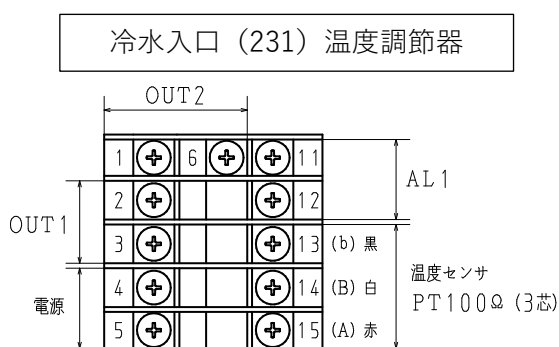 冷水入口（231）温度調節器
OUT2
1 6 11
AL1
2 12
OUT1
3 13 (b) 黒
温度センサ
4 14 (B) 白
PT100Ω (3芯)
電源
5 15 (A) 赤